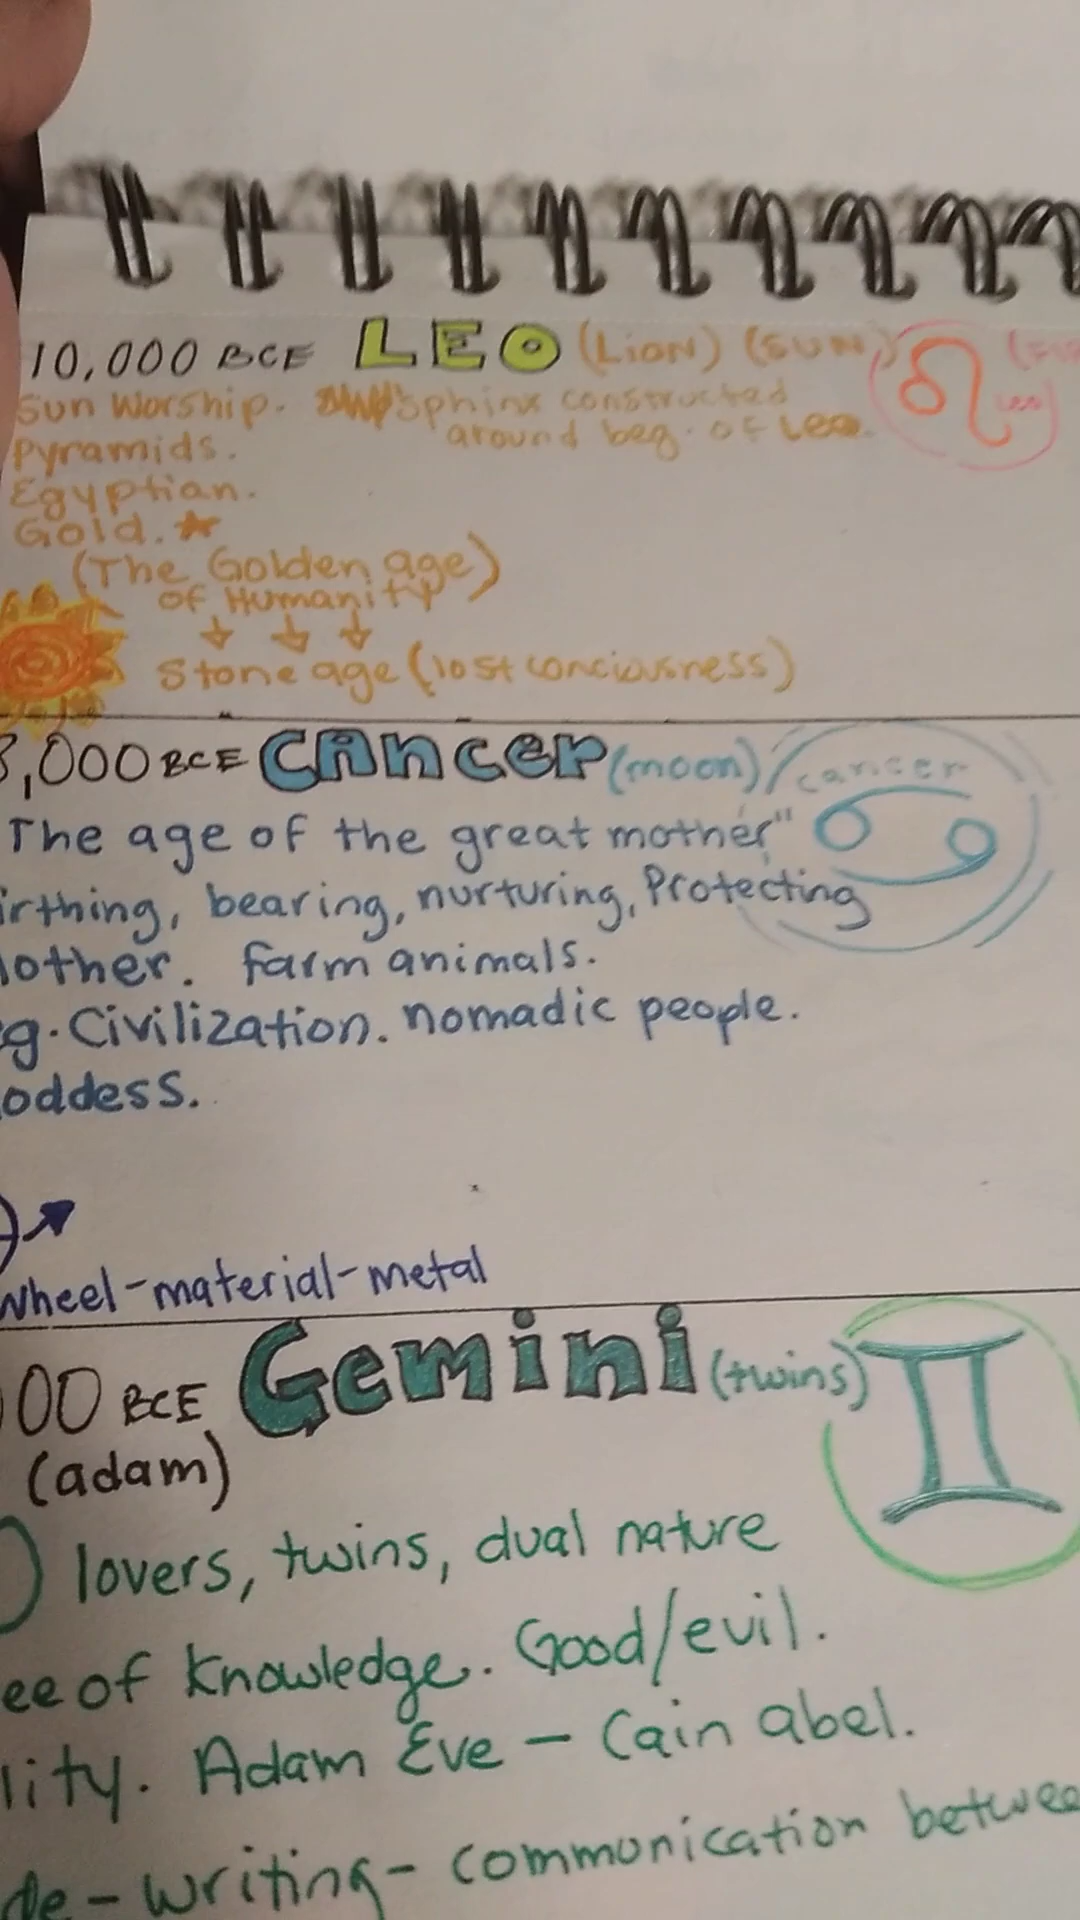 10,000 BCE LEO (Lion) (SUN)
Sun Worship. Sphinx constructed
around beg. of Leo.
Leo
Pyramids.
Egyptian.
Gold.
(The Golden age)
of Humanity
Stone age (lost conciousness)
,000 BCE Cancer (moon)
cancer
The age of the great mother"
irthing, bearing, nurturing, Protecting
other. farm animals.
g. Civilization. nomadic people.
oddess.
wheel-material-metal
00 BCE Gemini (twins)
(adam)
lovers, twins, dual nature
ee of Knowledge. Good/evil.
lity. Adam Eve - Cain abel.
de - writing - communication betwee